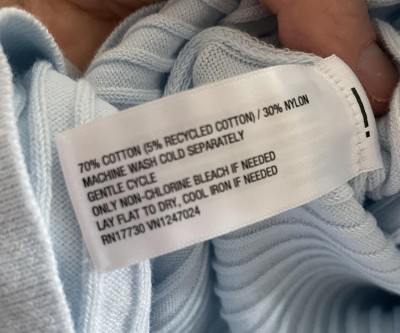 70% COTTON (5% RECYCLED COTTON) / 30% NYLON
MACHINE WASH COLD SEPARATELY
GENTLE CYCLE
ONLY NON-CHLORINE BLEACH IF NEEDED
LAY FLAT TO DRY, COOL IRON IF NEEDED
RN17730 VN1247024